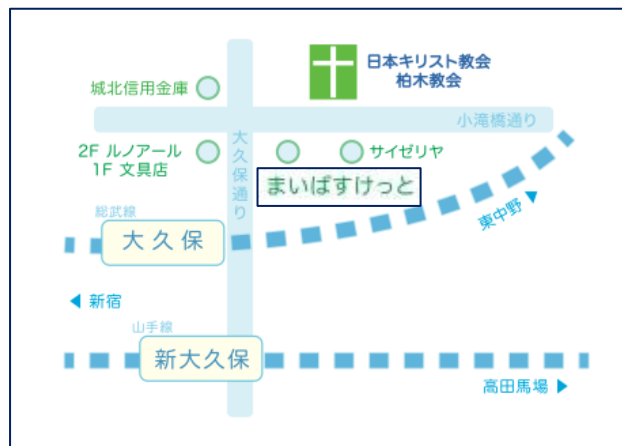 日本キリスト教会
柏木教会
城北信用金庫
小滝橋通り
大久保通り
2F ルノアール
1F 文具店
サイゼリヤ
まいばすけっと
総武線
大久保
東中野
新宿
山手線
新大久保
高田馬場